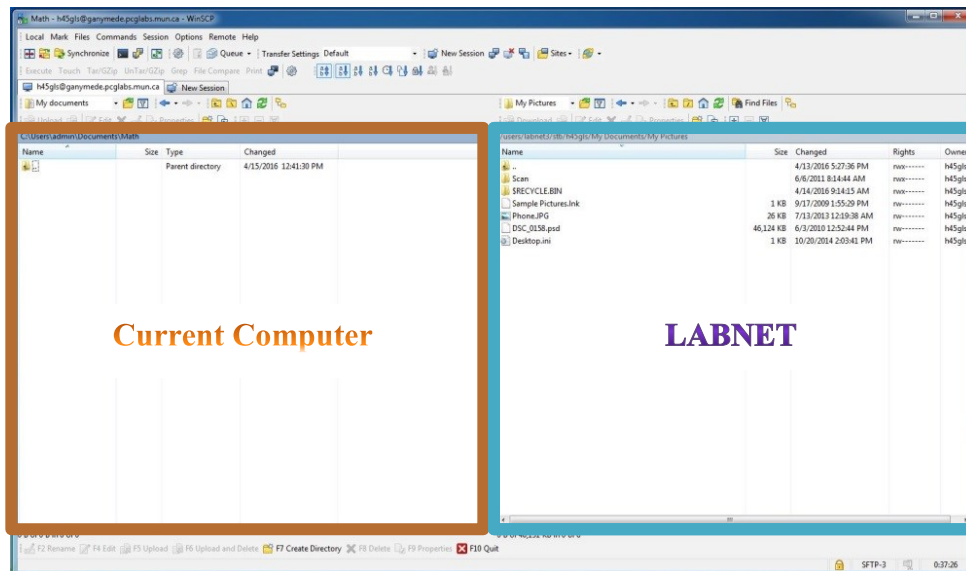 Math - h45gls@ganymede.pcglabs.mun.ca - WinSCP
Local Mark Files Commands Session Options Remote Help
Synchronize Queue Transfer Settings Default New Session Sites
Execute Touch Tar/GZip UnTar/GZip Grep File Compare Print
h45gls@ganymede.pcglabs.mun.ca New Session
My documents My Pictures Find Files
Upload Edit Properties Download Edit Properties
C:\Users\admin\Documents\Math /users/labnet3/st6/h45gls/My Documents/My Pictures
Name Size Type Changed Name Size Changed Rights Owne
.. Parent directory 4/15/2016 12:41:30 PM .. 4/13/2016 5:27:36 PM rwx------ h45gls
Scan 6/6/2011 8:14:44 AM rwx------ h45gls
$RECYCLE.BIN 4/14/2016 9:14:15 AM rwx------ h45gls
Sample Pictures.lnk 1 KB 9/17/2009 1:55:29 PM rw------- h45gls
Phone.JPG 26 KB 7/13/2013 12:19:38 AM rw------- h45gls
DSC_0158.psd 46,124 KB 6/3/2010 12:52:44 PM rw------- h45gls
Desktop.ini 1 KB 10/20/2014 2:03:41 PM rw------- h45gls
Current Computer LABNET
F2 Rename F4 Edit F5 Upload F6 Upload and Delete F7 Create Directory F8 Delete F9 Properties F10 Quit
SFTP-3 0:37:26